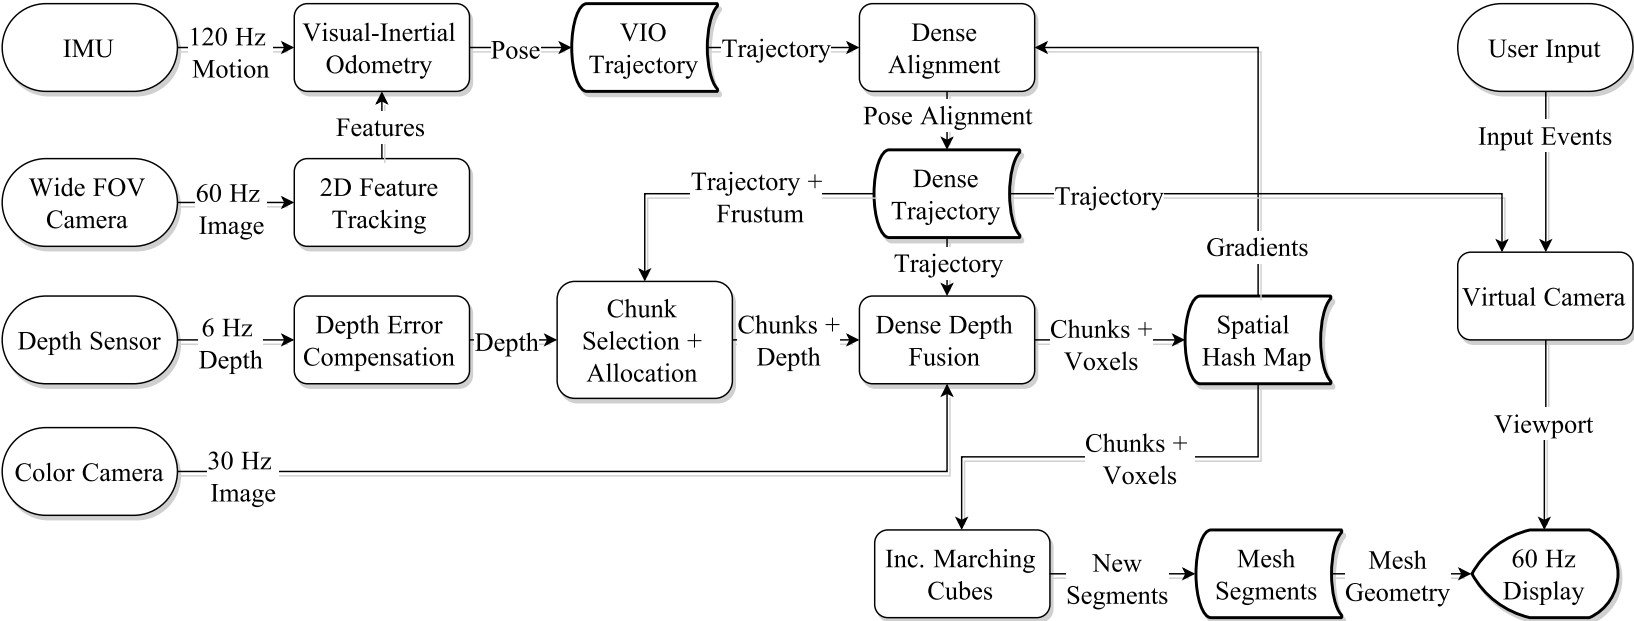 IMU
120 Hz
Motion
Visual-Inertial
Odometry
Pose
VIO
Trajectory
Trajectory
Dense
Alignment
User Input
Features
Pose Alignment
Input Events
Wide FOV
Camera
60 Hz
Image
2D Feature
Tracking
Trajectory +
Frustum
Dense
Trajectory
Trajectory
Trajectory
Gradients
Depth Sensor
6 Hz
Depth
Depth Error
Compensation
Depth
Chunk
Selection +
Allocation
Chunks +
Depth
Dense Depth
Fusion
Chunks +
Voxels
Spatial
Hash Map
Virtual Camera
Viewport
Color Camera
30 Hz
Image
Chunks +
Voxels
Inc. Marching
Cubes
New
Segments
Mesh
Segments
Mesh
Geometry
60 Hz
Display